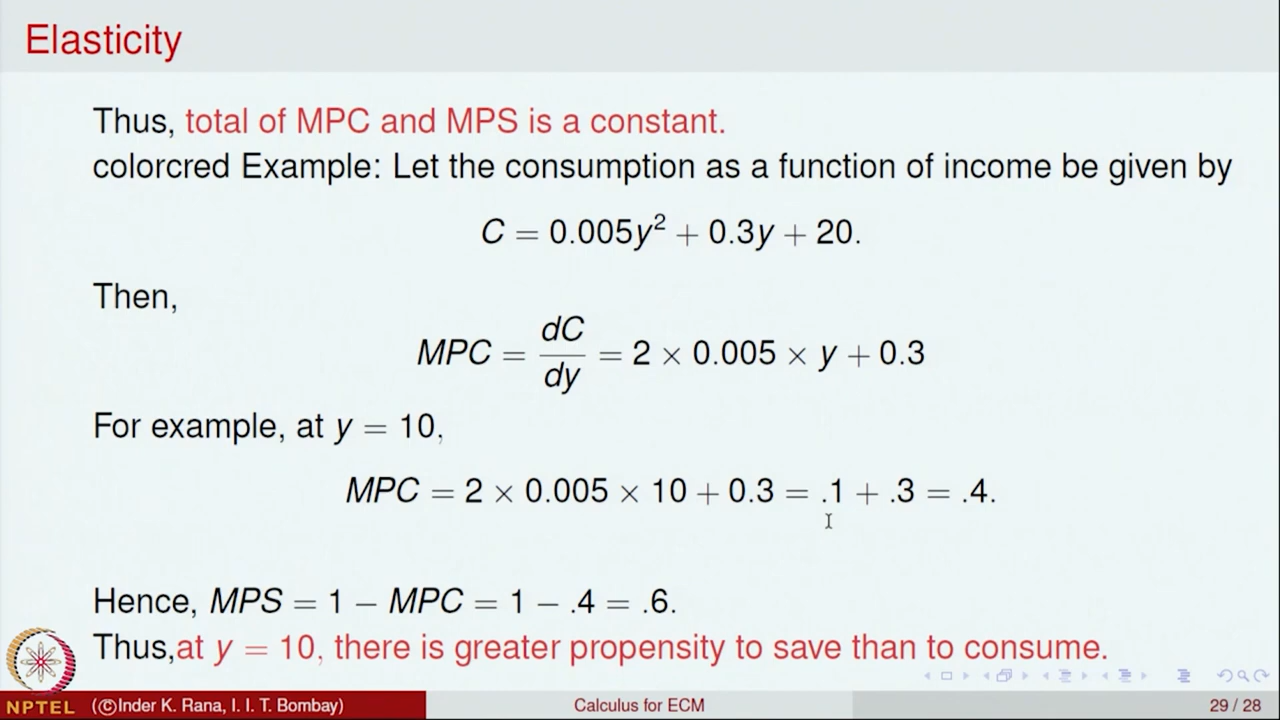 Elasticity
Thus, total of MPC and MPS is a constant.
colorcred Example: Let the consumption as a function of income be given by
C = 0.005y² + 0.3y + 20.
Then,
MPC = dC/dy = 2 × 0.005 × y + 0.3
For example, at y = 10,
MPC = 2 × 0.005 × 10 + 0.3 = .1 + .3 = .4.
Hence, MPS = 1 − MPC = 1 − .4 = .6.
Thus,at y = 10, there is greater propensity to save than to consume.
NPTEL (©Inder K. Rana, I. I. T. Bombay) Calculus for ECM 29 / 28